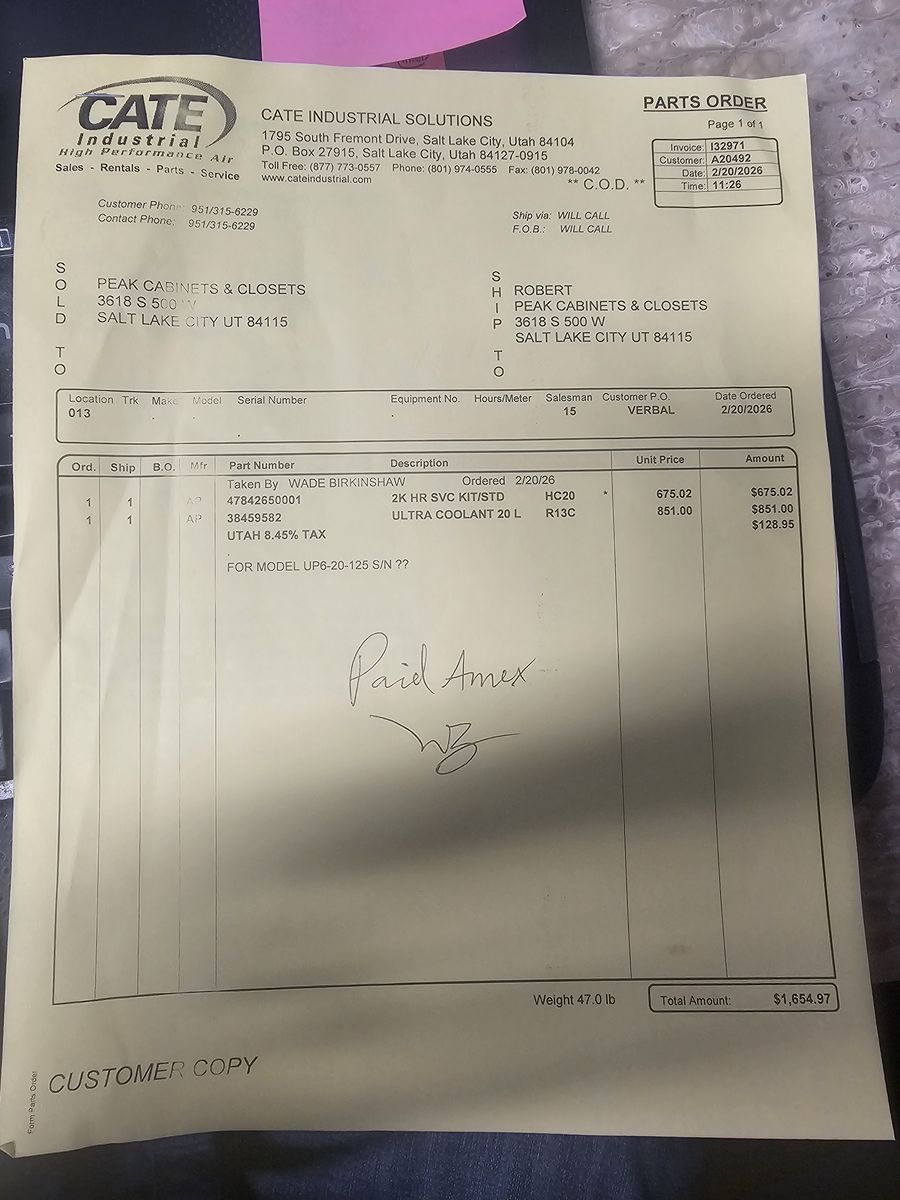 CATE
Industrial
High Performance Air
Sales - Rentals - Parts - Service
CATE INDUSTRIAL SOLUTIONS
1795 South Fremont Drive, Salt Lake City, Utah 84104
P.O. Box 27915, Salt Lake City, Utah 84127-0915
Toll Free: (877) 773-0557 Phone: (801) 974-0555 Fax: (801) 978-0042
www.cateindustrial.com
** C.O.D. **
PARTS ORDER
Page 1 of 1
Invoice: I32971
Customer: A20492
Date: 2/20/2026
Time: 11:26
Customer Phone: 951/315-6229
Contact Phone: 951/315-6229
Ship via: WILL CALL
F.O.B.: WILL CALL
SOLD TO
PEAK CABINETS & CLOSETS
3618 S 500 W
SALT LAKE CITY UT 84115
SHIP TO
ROBERT
PEAK CABINETS & CLOSETS
3618 S 500 W
SALT LAKE CITY UT 84115
Location Trk Make Model Serial Number Equipment No. Hours/Meter Salesman Customer P.O. Date Ordered
013 . . . . 15 VERBAL 2/20/2026
Ord. Ship B.O. Mfr Part Number Description Unit Price Amount
Taken By WADE BIRKINSHAW Ordered 2/20/26
1 1 AP 47842650001 2K HR SVC KIT/STD HC20 * 675.02 $675.02
1 1 AP 38459582 ULTRA COOLANT 20 L R13C 851.00 $851.00
UTAH 8.45% TAX $128.95
.
FOR MODEL UP6-20-125 S/N ??
Paid Amex
Weight 47.0 lb
Total Amount: $1,654.97
CUSTOMER COPY
Form Parts Order